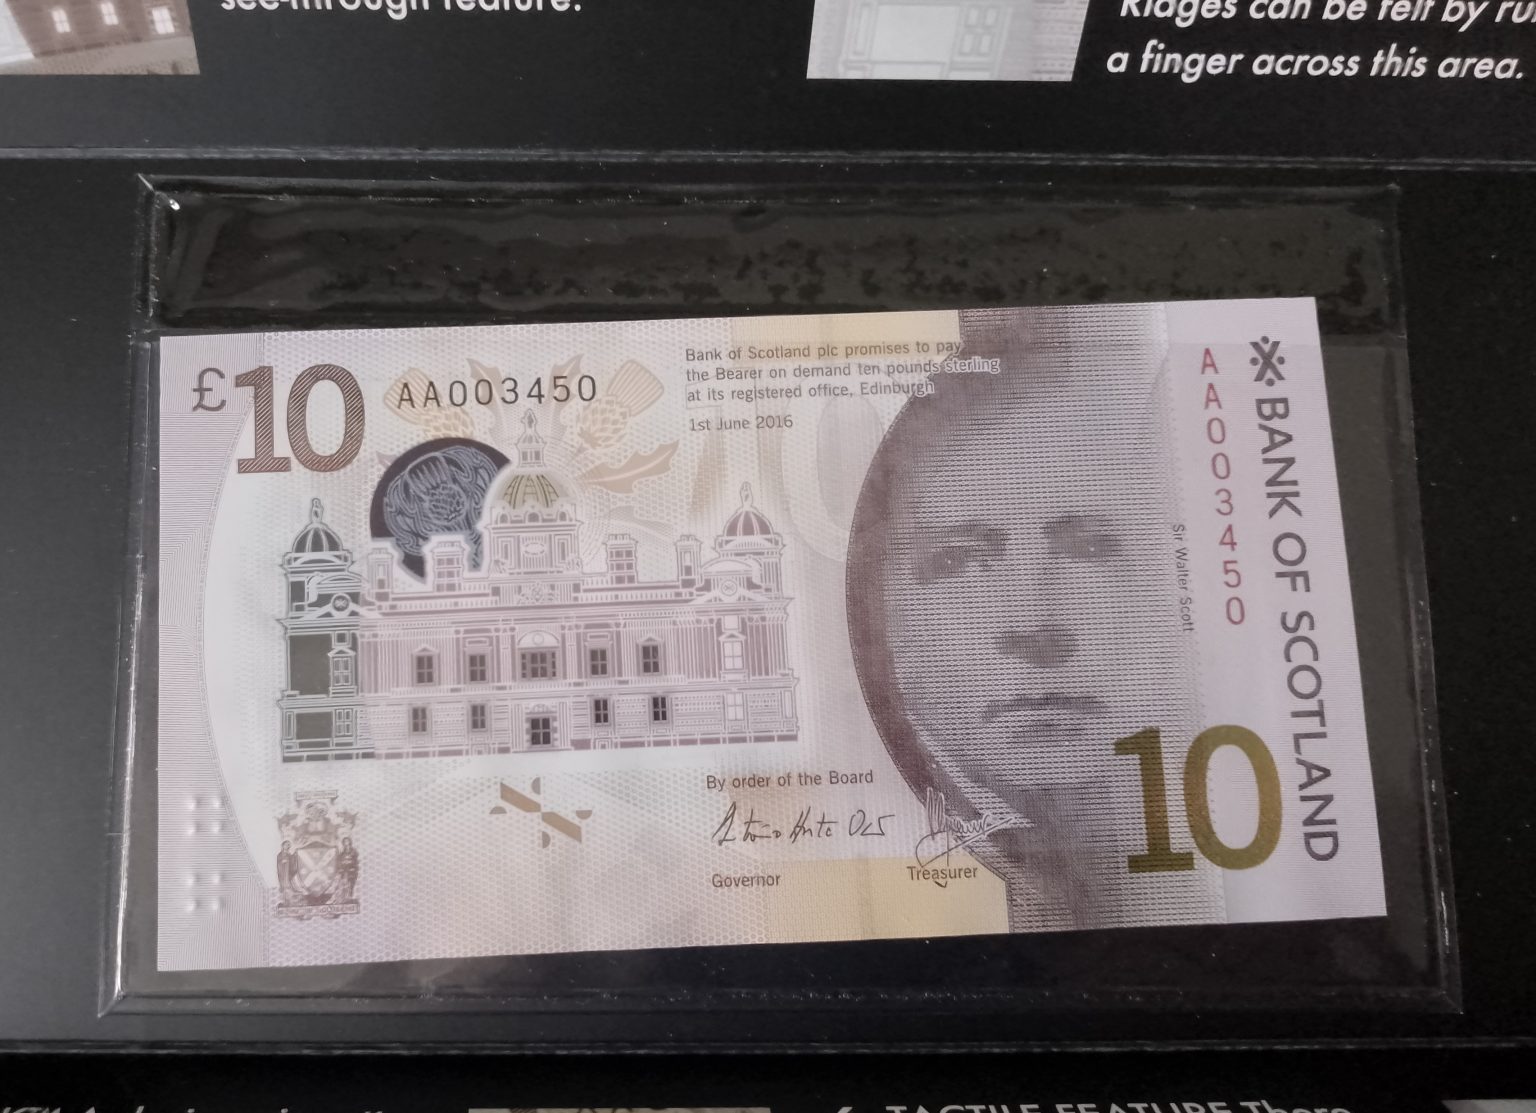 see-through feature.
Ridges can be felt by
a finger across this area.
£10
AA003450
Bank of Scotland plc promises to pay
the Bearer on demand ten pounds sterling
at its registered office, Edinburgh
1st June 2016
AA003450
BANK OF SCOTLAND
Sir Walter Scott
By order of the Board
Governor
Treasurer
10
TACTILE FEATURE There